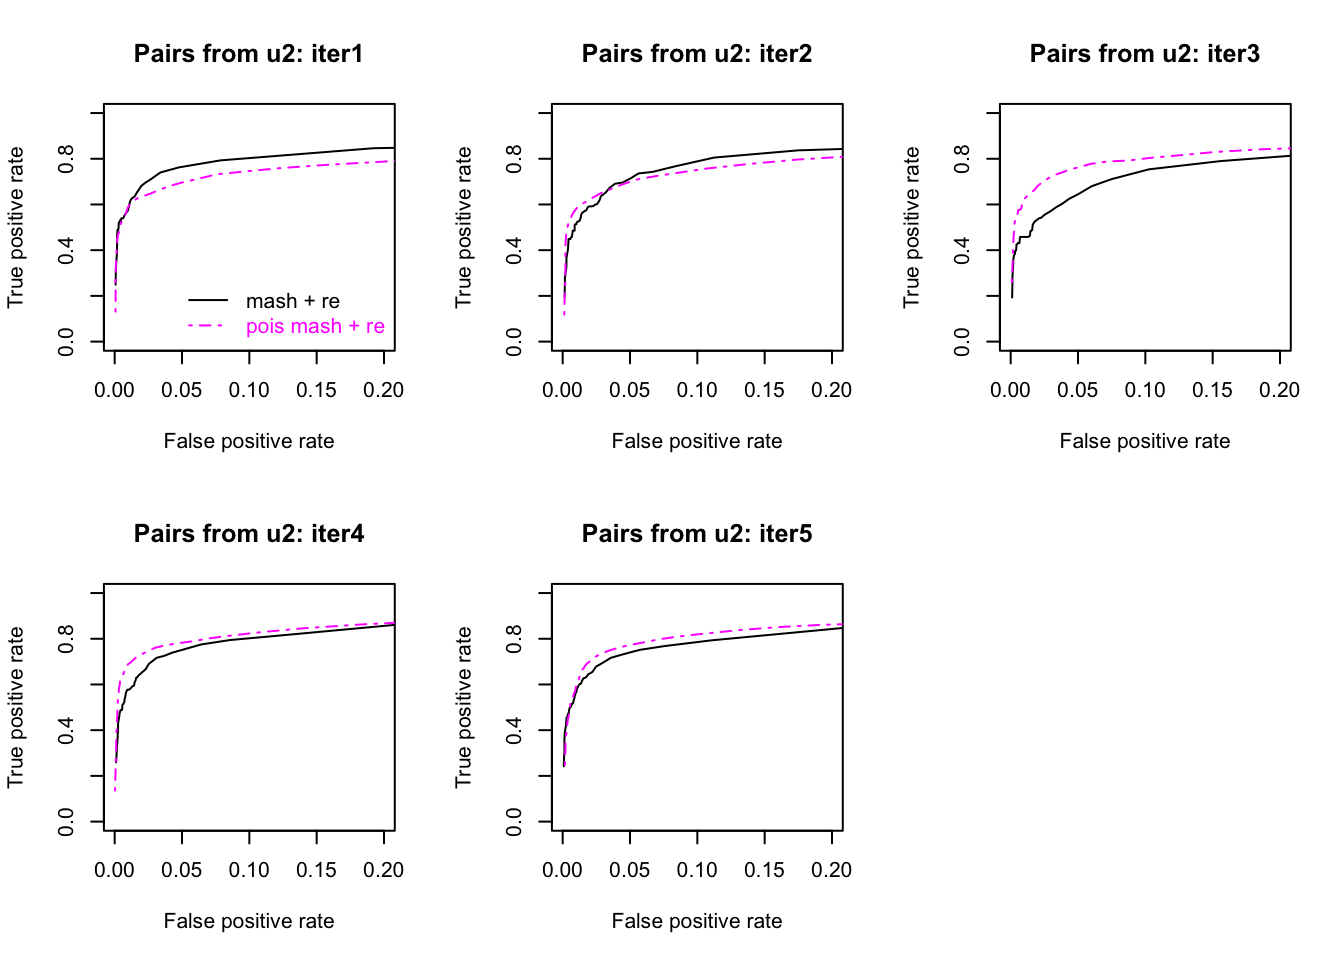 Pairs from u2: iter1
True positive rate
0.0 0.4 0.8
mash + re
pois mash + re
0.00 0.05 0.10 0.15 0.20
False positive rate
Pairs from u2: iter2
True positive rate
0.0 0.4 0.8
0.00 0.05 0.10 0.15 0.20
False positive rate
Pairs from u2: iter3
True positive rate
0.0 0.4 0.8
0.00 0.05 0.10 0.15 0.20
False positive rate
Pairs from u2: iter4
True positive rate
0.0 0.4 0.8
0.00 0.05 0.10 0.15 0.20
False positive rate
Pairs from u2: iter5
True positive rate
0.0 0.4 0.8
0.00 0.05 0.10 0.15 0.20
False positive rate